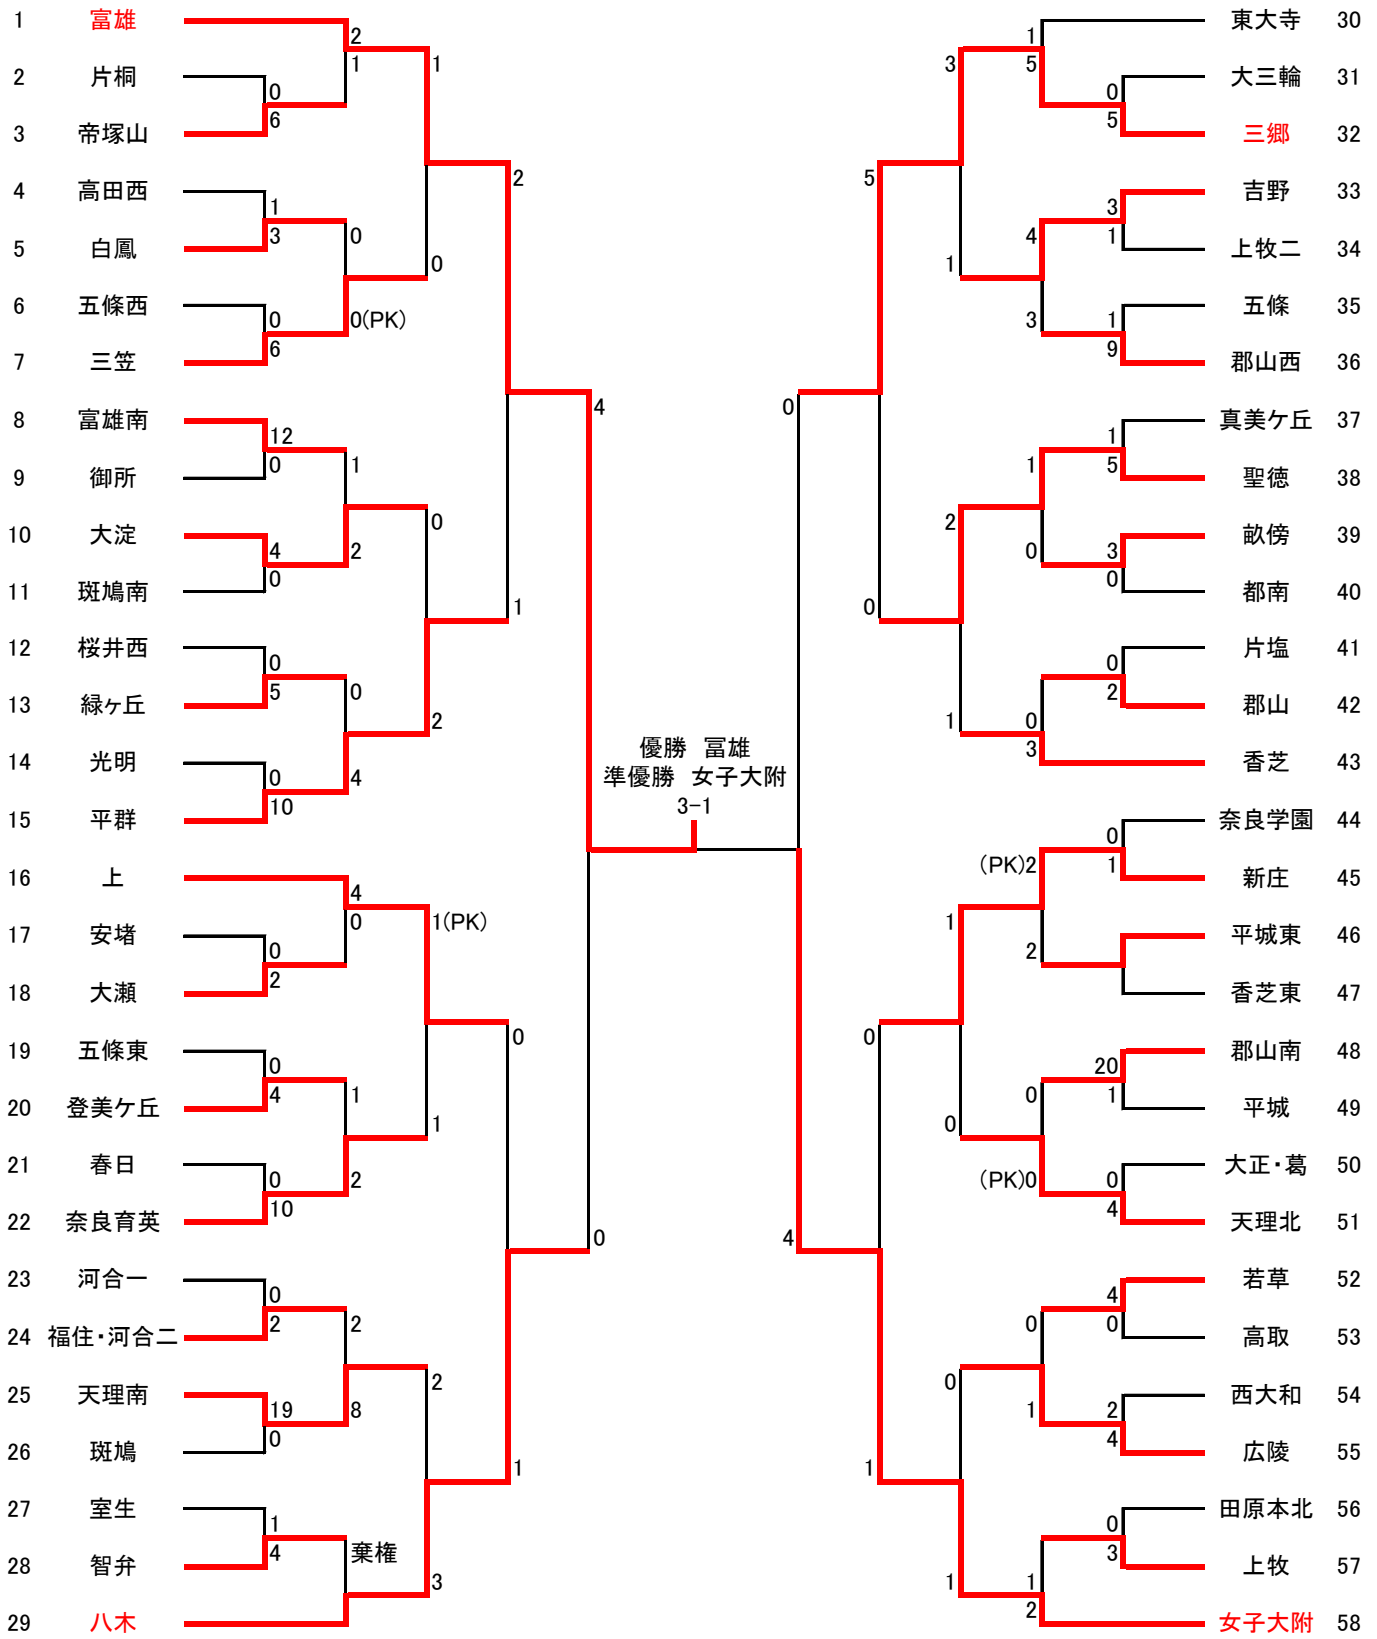 1 富雄
2
1
1
2 片桐
0
6
3 帝塚山
2
4 高田西
1
3
0
0
5 白鳳
6 五條西
0
6
0(PK)
7 三笠
4
8 富雄南
12
0
1
9 御所
0
10 大淀
4
0
2
11 斑鳩南
1
12 桜井西
0
5
0
13 緑ヶ丘
2
14 光明
0
10
4
15 平群
16 上
4
0
1(PK)
17 安堵
0
2
18 大瀬
0
19 五條東
0
4
1
1
20 登美ケ丘
21 春日
0
10
2
22 奈良育英
0
23 河合一
0
2
2
24 福住・河合二
2
25 天理南
19
0
8
26 斑鳩
1
27 室生
1
4
棄権
28 智弁
3
29 八木
優勝 冨雄
準優勝 女子大附
3-1
東大寺 30
1
5
3
大三輪 31
0
5
三郷 32
5
吉野 33
3
1
4
1
上牧二 34
五條 35
1
9
3
郡山西 36
0
真美ケ丘 37
1
5
1
聖徳 38
2
畝傍 39
3
0
0
都南 40
0
片塩 41
0
2
0
郡山 42
1
3
香芝 43
奈良学園 44
0
1
(PK)2
新庄 45
1
平城東 46
2
香芝東 47
0
郡山南 48
20
1
0
0
平城 49
大正・葛 50
0
4
(PK)0
天理北 51
4
若草 52
4
0
0
高取 53
0
西大和 54
2
4
1
広陵 55
1
田原本北 56
0
3
1
上牧 57
1
2
女子大附 58